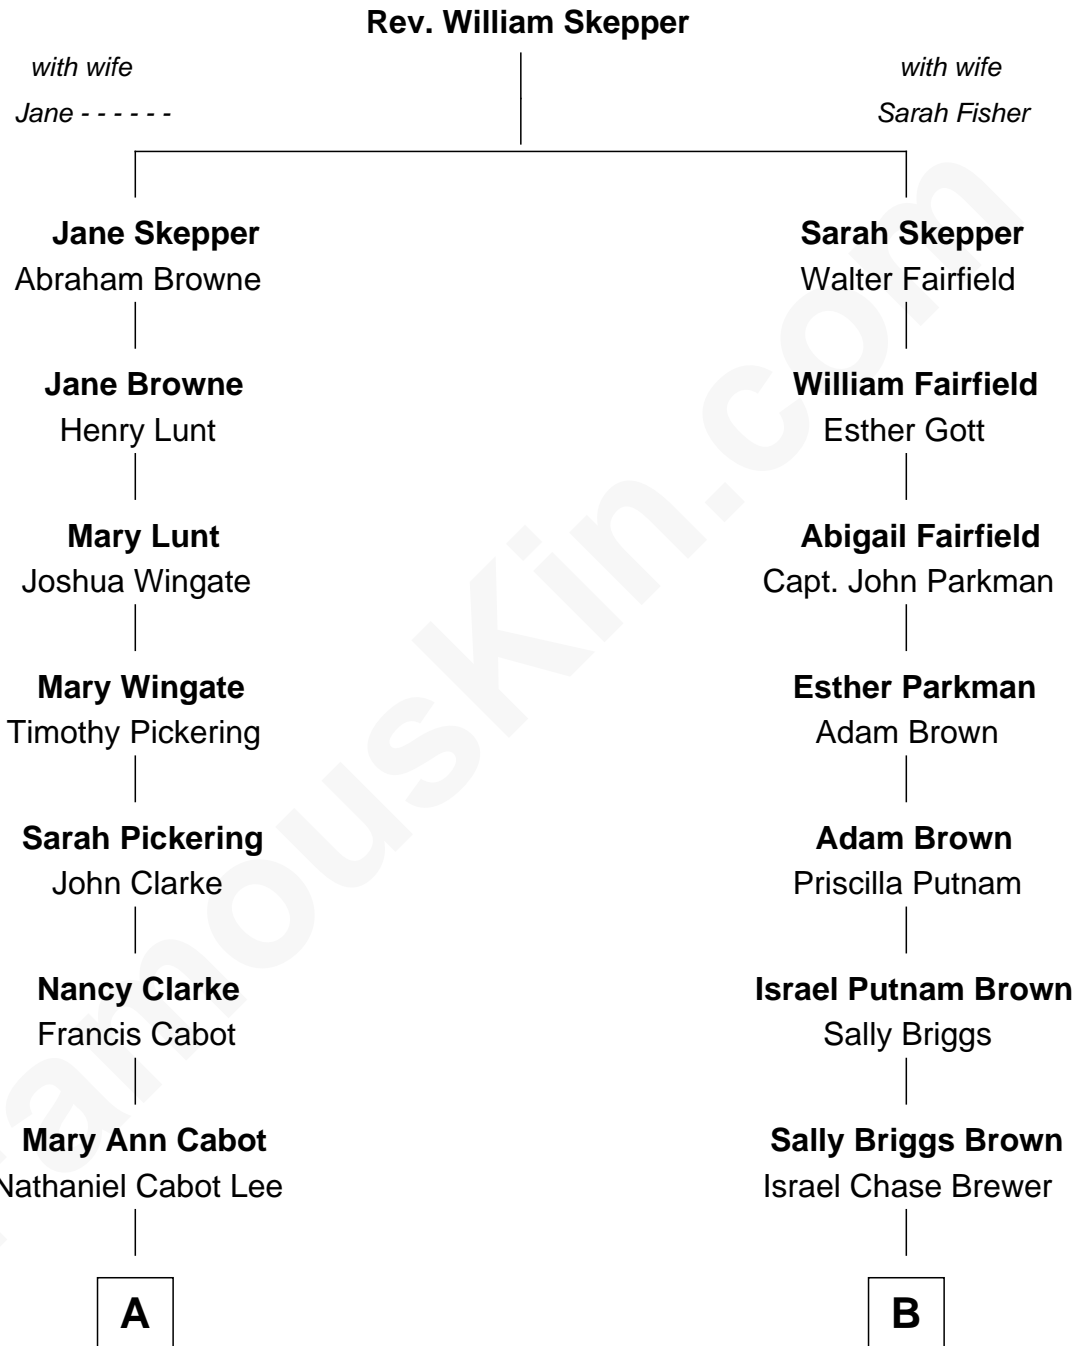 Rev. William Skepper
with wife
Jane - - - - - -
with wife
Sarah Fisher
Jane Skepper
Abraham Browne
Sarah Skepper
Walter Fairfield
Jane Browne
Henry Lunt
William Fairfield
Esther Gott
Mary Lunt
Joshua Wingate
Abigail Fairfield
Capt. John Parkman
Mary Wingate
Timothy Pickering
Esther Parkman
Adam Brown
Sarah Pickering
John Clarke
Adam Brown
Priscilla Putnam
Nancy Clarke
Francis Cabot
Israel Putnam Brown
Sally Briggs
Mary Ann Cabot
Nathaniel Cabot Lee
Sally Briggs Brown
Israel Chase Brewer
A
B
FamousKin.com